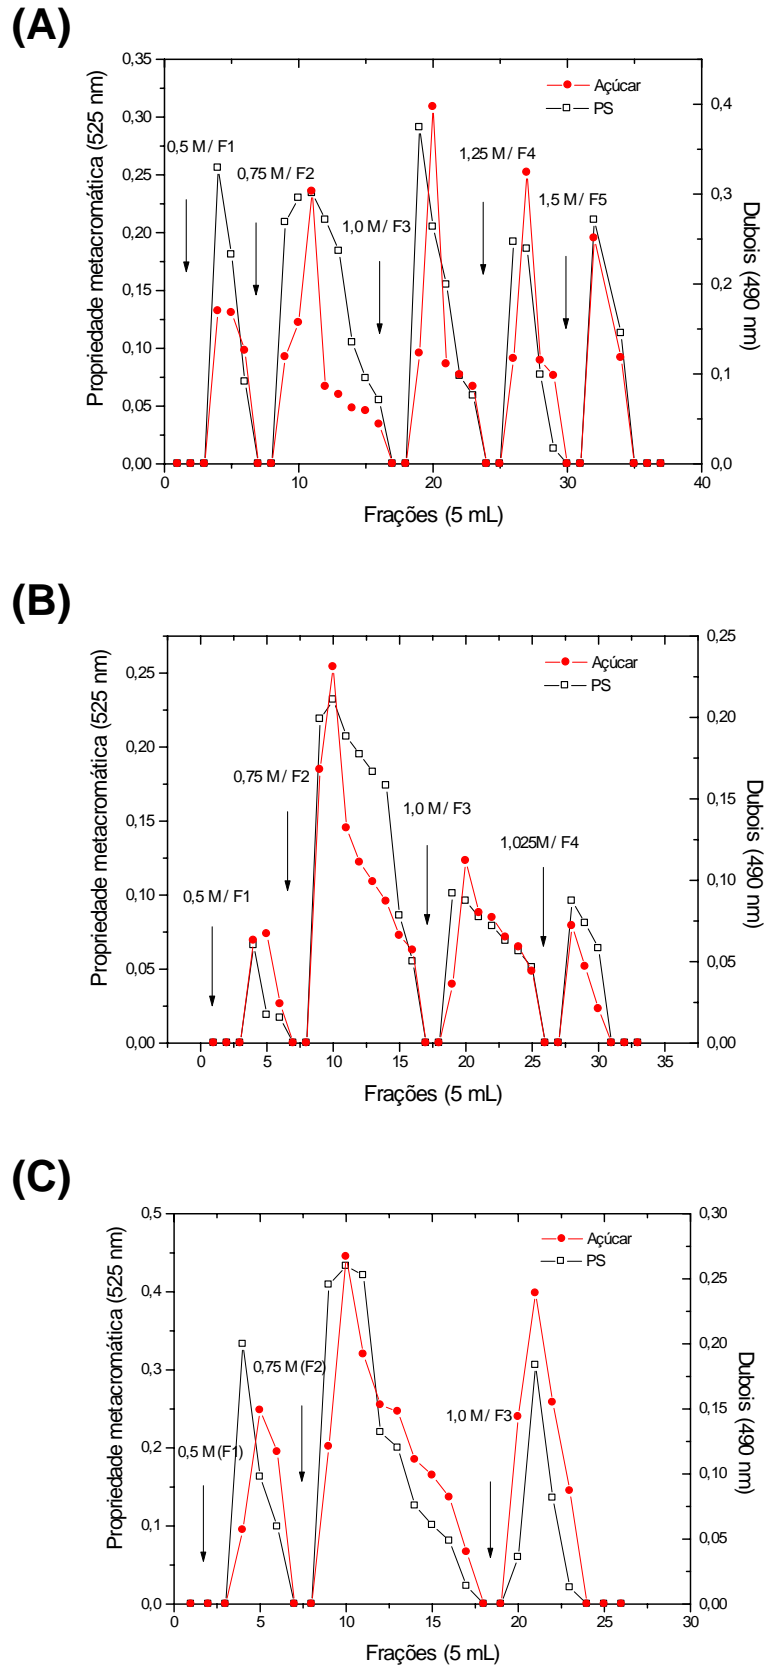 (A)
0,35
0,30
0,25
0,20
0,15
0,10
0,05
0,00
Propriedade metacromática (525 nm)
0,4
0,3
0,2
0,1
0,0
Dubois (490 nm)
Açúcar
PS
0,5 M / F1
0,75 M / F2
1,0 M / F3
1,25 M / F4
1,5 M / F5
0 10 20 30 40
Frações (5 mL)
(B)
0,25
0,20
0,15
0,10
0,05
0,00
Propriedade metacromática (525 nm)
0,25
0,20
0,15
0,10
0,05
0,00
Dubois (490 nm)
Açúcar
PS
0,5 M / F1
0,75 M / F2
1,0 M / F3
1,025M / F4
0 5 10 15 20 25 30 35
Frações (5 mL)
(C)
0,5
0,4
0,3
0,2
0,1
0,0
Propriedade metacromática (525 nm)
0,30
0,25
0,20
0,15
0,10
0,05
0,00
Dubois (490 nm)
Açúcar
PS
0,5 M (F1)
0,75 M (F2)
1,0 M / F3
0 5 10 15 20 25 30
Frações (5 mL)